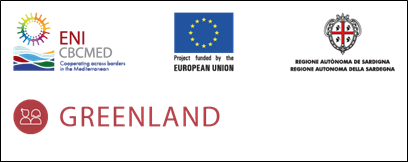 ENI
CBCMED
Cooperating across borders
in the Mediterranean
Project funded by the
EUROPEAN UNION
REGIONE AUTÒNOMA DE SARDIGNA
REGIONE AUTONOMA DELLA SARDEGNA
GREENLAND